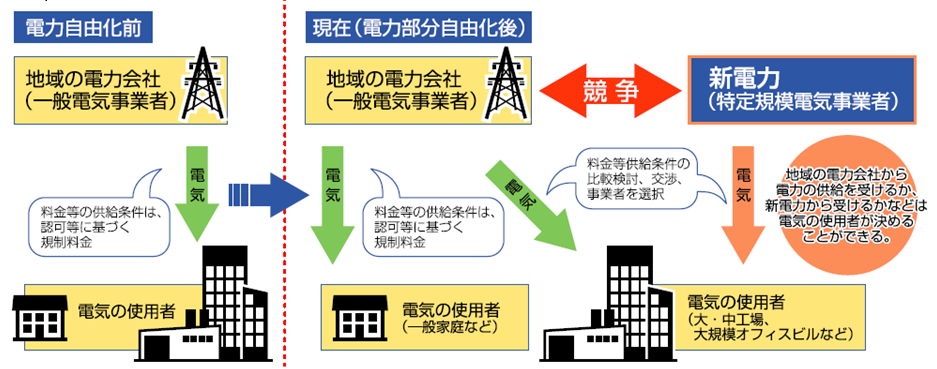 電力自由化前
地域の電力会社
（一般電気事業者）
電気
料金等の供給条件は、
認可等に基づく
規制料金
電気の使用者
現在（電力部分自由化後）
地域の電力会社
（一般電気事業者）
競争
新電力
（特定規模電気事業者）
電気
料金等の供給条件は、
認可等に基づく
規制料金
電気
料金等供給条件の
比較検討、交渉、
事業者を選択
電気
地域の電力会社から
電力の供給を受けるか、
新電力から受けるかなどは
電気の使用者が決める
ことができる。
電気の使用者
（一般家庭など）
電気の使用者
（大・中工場、
大規模オフィスビルなど）